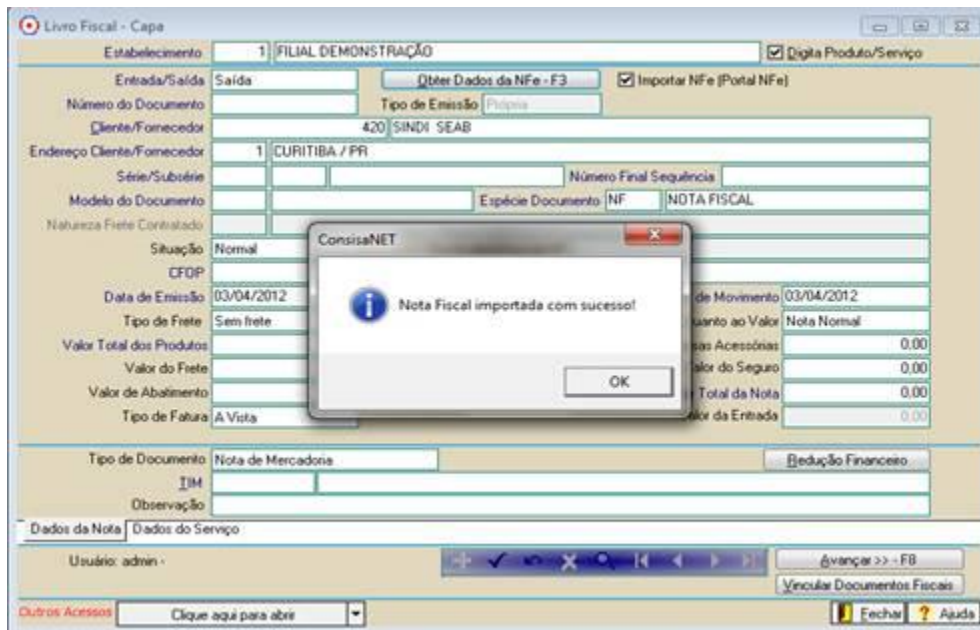 Livro Fiscal - Capa
Estabelecimento 1 FILIAL DEMONSTRAÇÃO Digita Produto/Serviço
Entrada/Saída Saída Obter Dados da NFe - F3 Importar NFe (Portal NFe)
Número do Documento Tipo de Emissão Própria
Cliente/Fornecedor 420 SINDI SEAB
Endereço Cliente/Fornecedor 1 CURITIBA / PR
Série/Subsérie Número Final Sequência
Modelo do Documento Espécie Documento NF NOTA FISCAL
Natureza Frete Contratado
Situação Normal
CFOP
Data de Emissão 03/04/2012 de Movimento 03/04/2012
Tipo de Frete Sem frete uanto ao Valor Nota Normal
Valor Total dos Produtos sas Acessórias 0,00
Valor do Frete alor do Seguro 0,00
Valor de Abatimento Total da Nota 0,00
Tipo de Fatura A Vista alor da Entrada 0,00
ConsisaNET
Nota Fiscal importada com sucesso!
OK
Tipo de Documento Nota de Mercadoria Redução Financeiro
TIM
Observação
Dados da Nota Dados do Serviço
Usuário: admin - Avançar >> - F8
Vincular Documentos Fiscais
Outros Acessos Clique aqui para abrir Fechar Ajuda